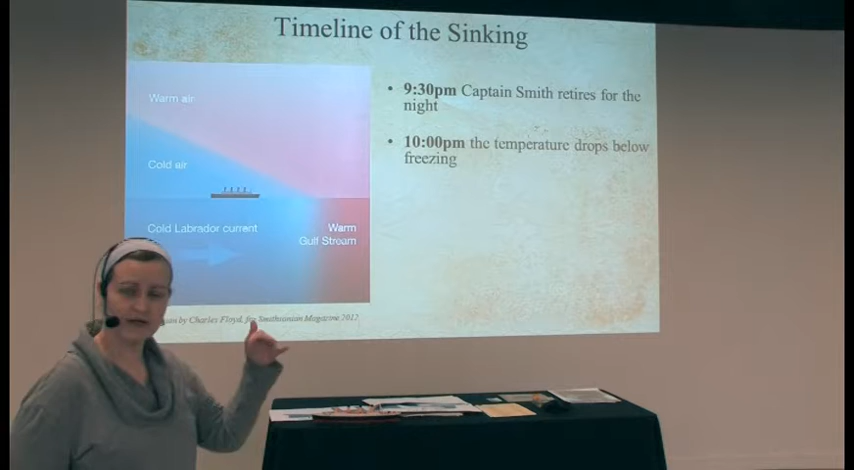 Timeline of the Sinking
Warm air
Cold air
Cold Labrador current
Warm
Gulf Stream
by Charles Floyd, for Smithsonian Magazine 2012
• 9:30pm Captain Smith retires for the
night
• 10:00pm the temperature drops below
freezing